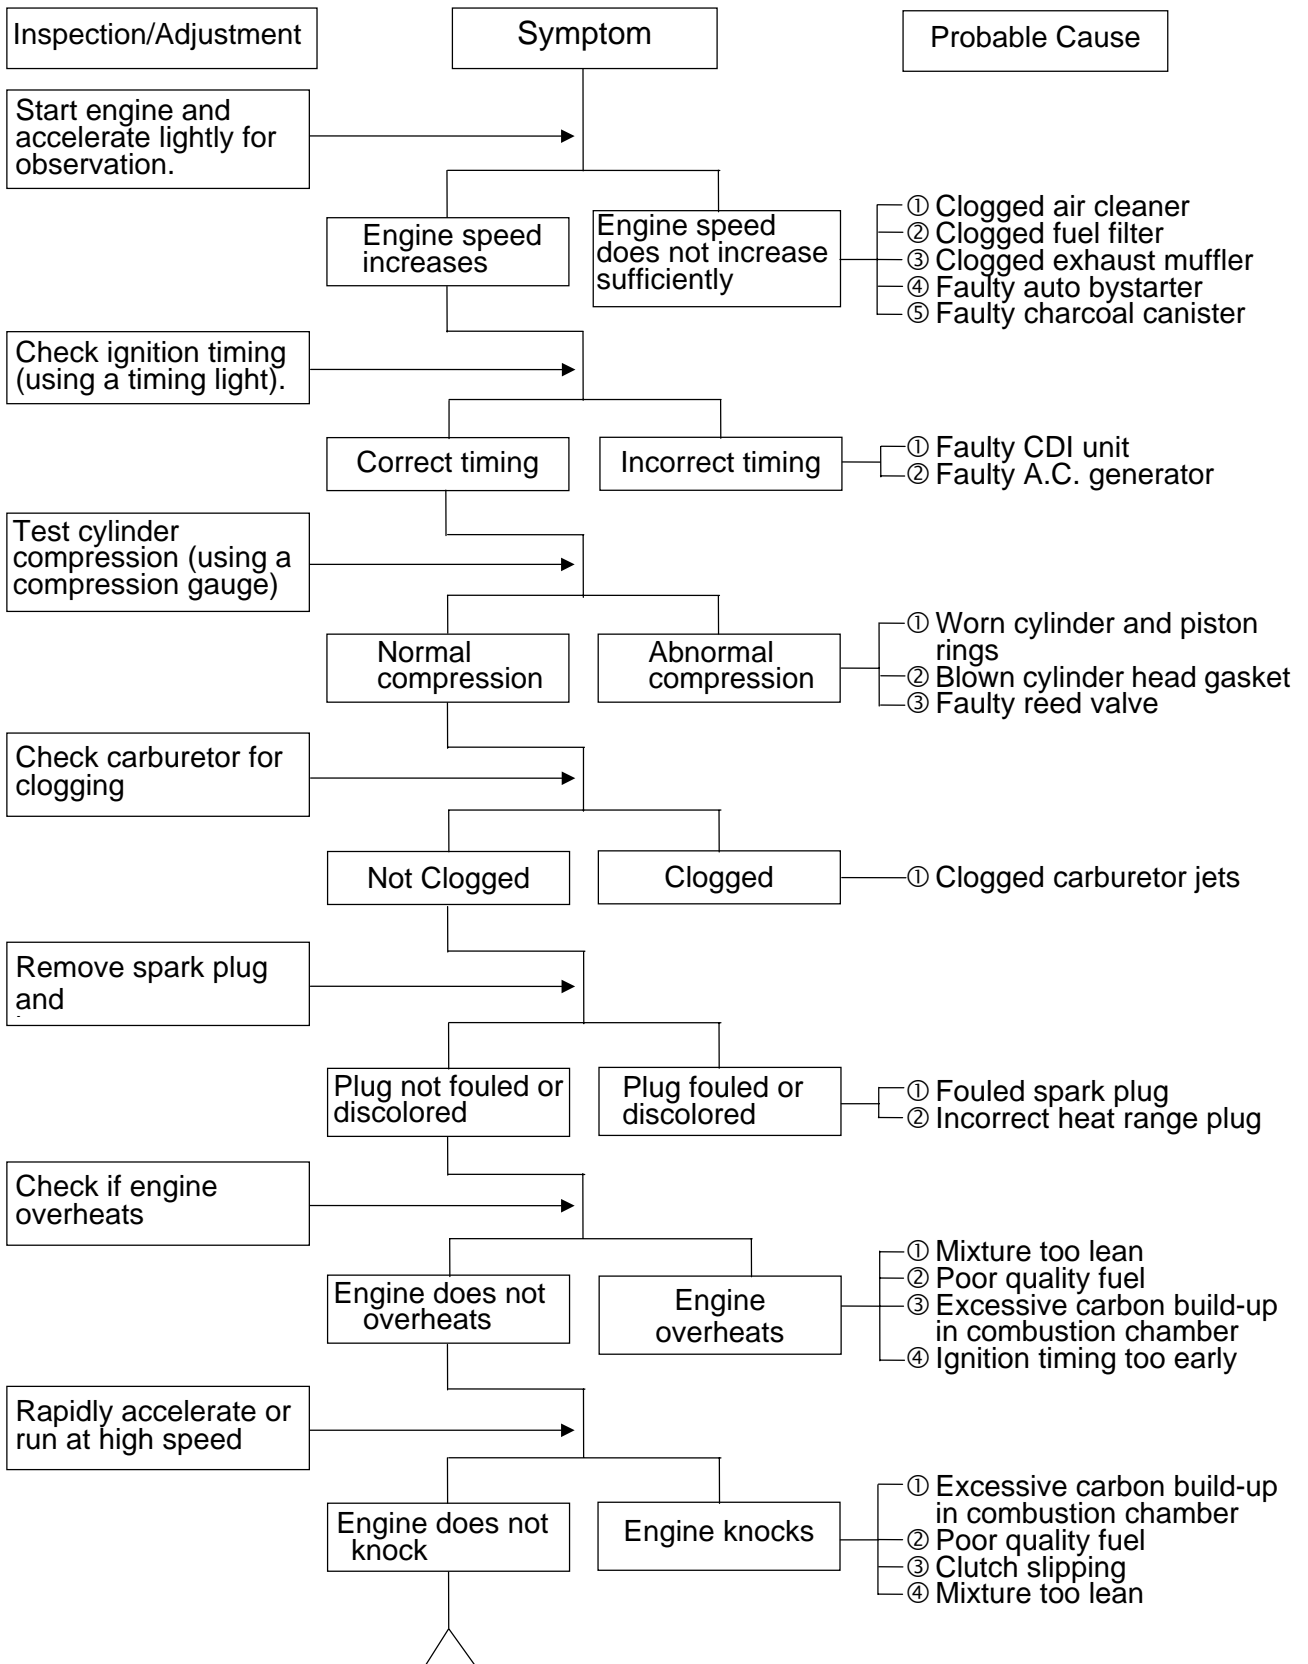 Inspection/Adjustment
Symptom
Probable Cause
Start engine and
accelerate lightly for
observation.
Engine speed
increases
Engine speed
does not increase
sufficiently
① Clogged air cleaner
② Clogged fuel filter
③ Clogged exhaust muffler
④ Faulty auto bystarter
⑤ Faulty charcoal canister
Check ignition timing
(using a timing light).
Correct timing
Incorrect timing
① Faulty CDI unit
② Faulty A.C. generator
Test cylinder
compression (using a
compression gauge)
Normal
compression
Abnormal
compression
① Worn cylinder and piston
rings
② Blown cylinder head gasket
③ Faulty reed valve
Check carburetor for
clogging
Not Clogged
Clogged
① Clogged carburetor jets
Remove spark plug
and
Plug not fouled or
discolored
Plug fouled or
discolored
① Fouled spark plug
② Incorrect heat range plug
Check if engine
overheats
Engine does not
overheats
Engine
overheats
① Mixture too lean
② Poor quality fuel
③ Excessive carbon build-up
in combustion chamber
④ Ignition timing too early
Rapidly accelerate or
run at high speed
Engine does not
knock
Engine knocks
① Excessive carbon build-up
in combustion chamber
② Poor quality fuel
③ Clutch slipping
④ Mixture too lean